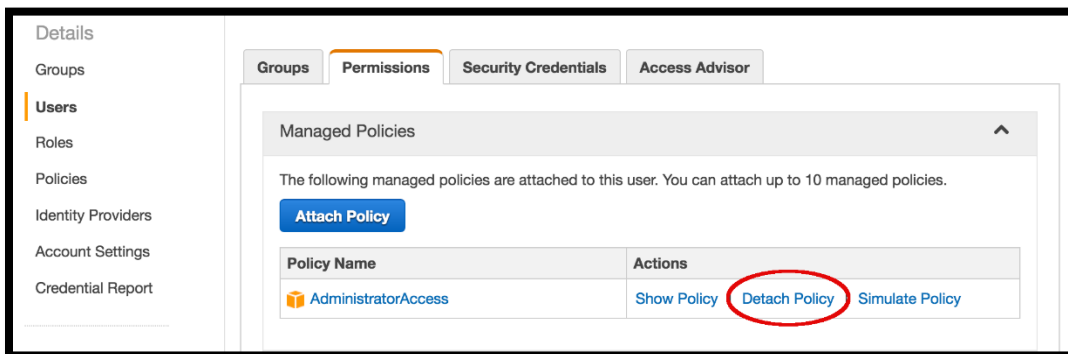 Details
Groups
Users
Roles
Policies
Identity Providers
Account Settings
Credential Report
Groups Permissions Security Credentials Access Advisor
Managed Policies
The following managed policies are attached to this user. You can attach up to 10 managed policies.
Attach Policy
Policy Name Actions
AdministratorAccess Show Policy Detach Policy Simulate Policy